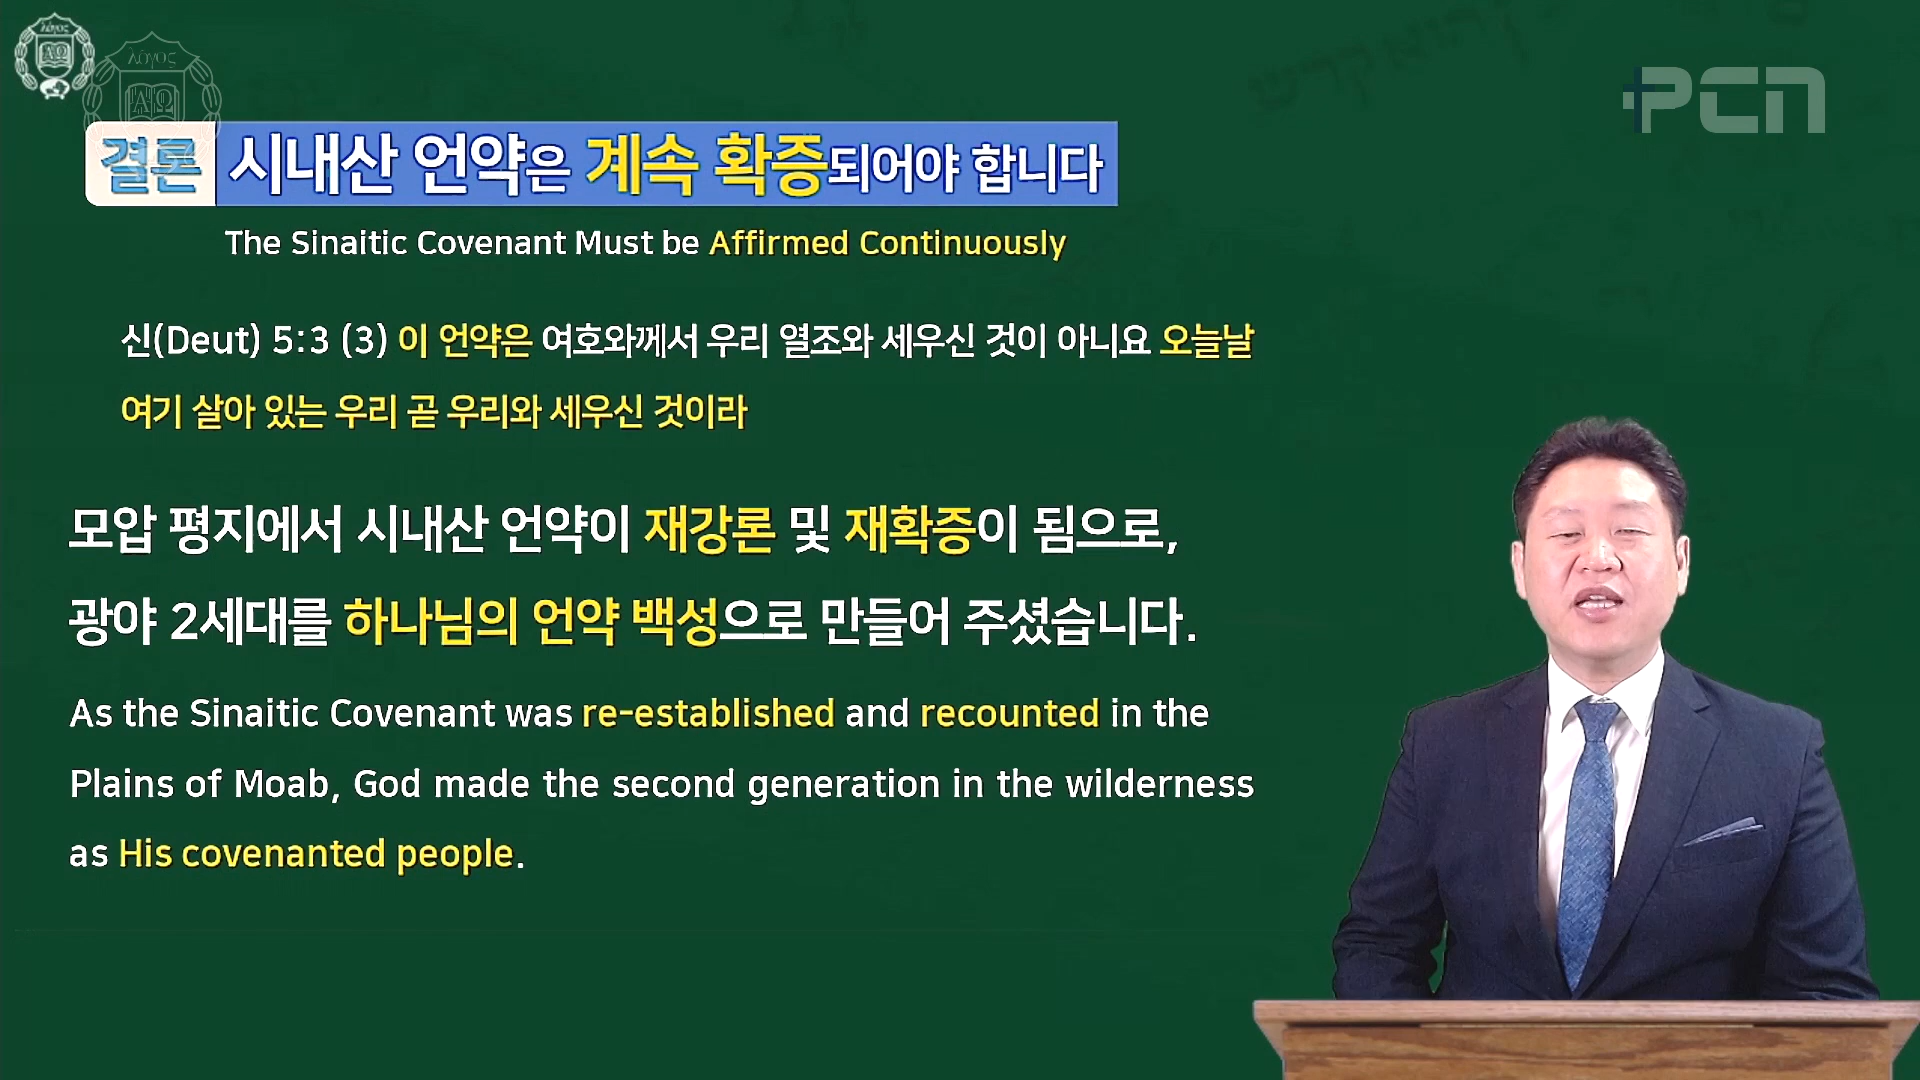 λόγος
ΑΩ
λόγος
ΑΩ
PCN
결론 시내산 언약은 계속 확증되어야 합니다
The Sinaitic Covenant Must be Affirmed Continuously
신(Deut) 5:3 (3) 이 언약은 여호와께서 우리 열조와 세우신 것이 아니요 오늘날
여기 살아 있는 우리 곧 우리와 세우신 것이라
모압 평지에서 시내산 언약이 재강론 및 재확증이 됨으로,
광야 2세대를 하나님의 언약 백성으로 만들어 주셨습니다.
As the Sinaitic Covenant was re-established and recounted in the
Plains of Moab, God made the second generation in the wilderness
as His covenanted people.